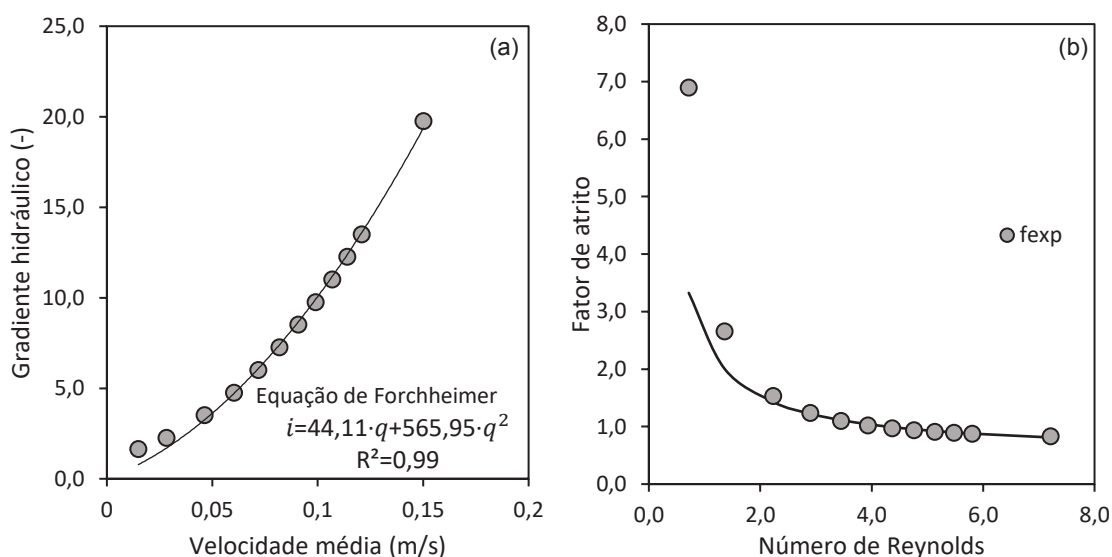 (a)
Gradiente hidráulico (-)
25,0
20,0
15,0
10,0
5,0
0,0
Equação de Forchheimer
i=44,11·q+565,95·q²
R²=0,99
0
0,05
0,1
0,15
0,2
Velocidade média (m/s)
(b)
Fator de atrito
8,0
7,0
6,0
5,0
4,0
3,0
2,0
1,0
0,0
fexp
0,0
2,0
4,0
6,0
8,0
Número de Reynolds